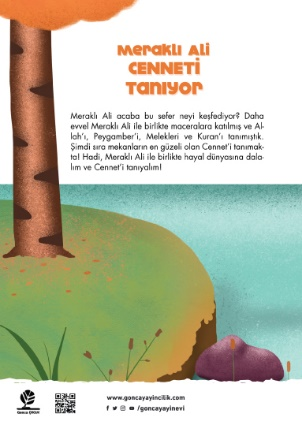 Meraklı Ali
CENNETİ
Tanıyor
Meraklı Ali acaba bu sefer neyi keşfediyor? Daha
evvel Meraklı Ali ile birlikte maceralara katılmış ve Al-
lah'ı, Peygamber'i, Melekleri ve Kuran'ı tanımıştık.
Şimdi sıra mekanların en güzeli olan Cennet'i tanımak-
ta! Hadi, Meraklı Ali ile birlikte hayal dünyasına dala-
lım ve Cennet'i tanıyalım!
www.goncayayincilik.com
/goncayayinevi